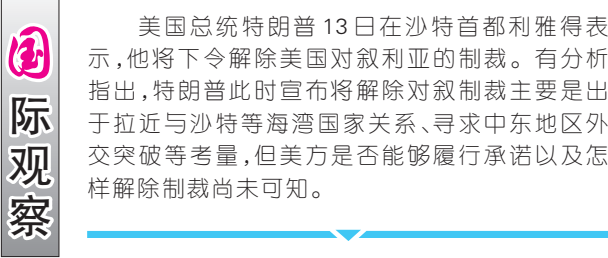 国际观察
美国总统特朗普13日在沙特首都利雅得表
示,他将下令解除美国对叙利亚的制裁。有分析
指出,特朗普此时宣布将解除对叙制裁主要是出
于拉近与沙特等海湾国家关系、寻求中东地区外
交突破等考量,但美方是否能够履行承诺以及怎
样解除制裁尚未可知。